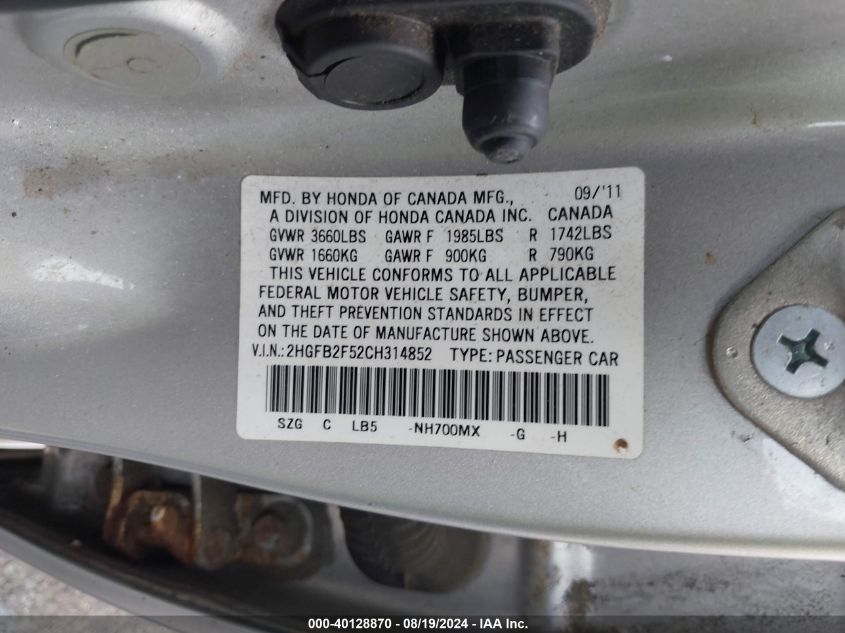 MFD. BY HONDA OF CANADA MFG., 09/'11
A DIVISION OF HONDA CANADA INC. CANADA
GVWR 3660LBS GAWR F 1985LBS R 1742LBS
GVWR 1660KG GAWR F 900KG R 790KG
THIS VEHICLE CONFORMS TO ALL APPLICABLE
FEDERAL MOTOR VEHICLE SAFETY, BUMPER,
AND THEFT PREVENTION STANDARDS IN EFFECT
ON THE DATE OF MANUFACTURE SHOWN ABOVE.
V.I.N.: 2HGFB2F52CH314852 TYPE: PASSENGER CAR
SZG C LB5 -NH700MX -G -H
000-40128870 - 08/19/2024 - IAA Inc.